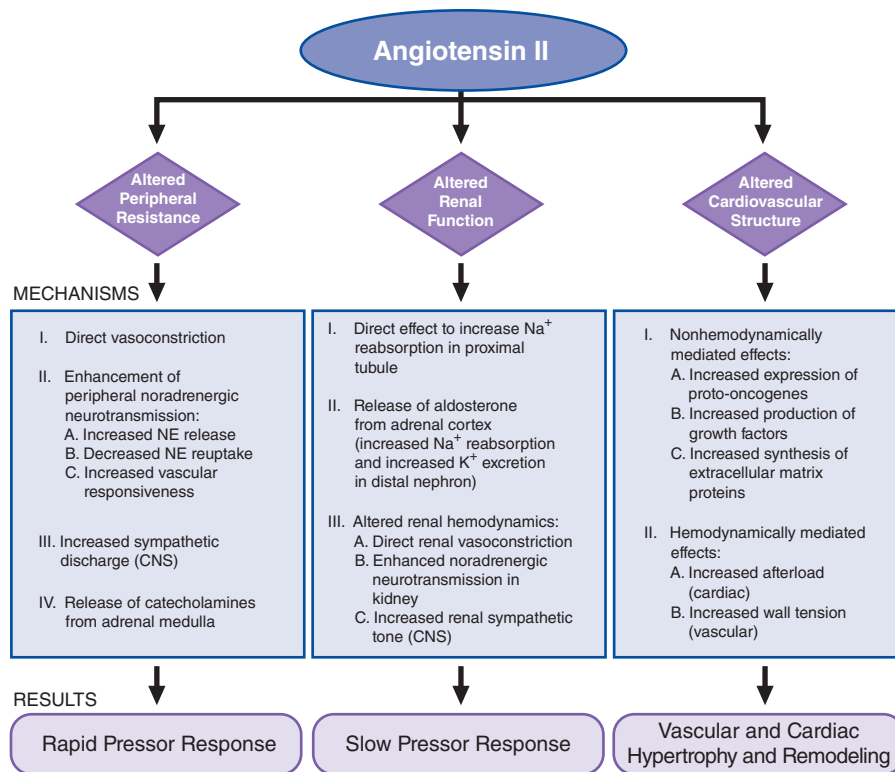 Angiotensin II
Altered
Peripheral
Resistance
Altered
Renal
Function
Altered
Cardiovascular
Structure
MECHANISMS
I. Direct vasoconstriction
II. Enhancement of
peripheral noradrenergic
neurotransmission:
A. Increased NE release
B. Decreased NE reuptake
C. Increased vascular
responsiveness
III. Increased sympathetic
discharge (CNS)
IV. Release of catecholamines
from adrenal medulla
I. Direct effect to increase Na⁺
reabsorption in proximal
tubule
II. Release of aldosterone
from adrenal cortex
(increased Na⁺ reabsorption
and increased K⁺ excretion
in distal nephron)
III. Altered renal hemodynamics:
A. Direct renal vasoconstriction
B. Enhanced noradrenergic
neurotransmission in
kidney
C. Increased renal sympathetic
tone (CNS)
I. Nonhemodynamically
mediated effects:
A. Increased expression of
proto-oncogenes
B. Increased production of
growth factors
C. Increased synthesis of
extracellular matrix
proteins
II. Hemodynamically mediated
effects:
A. Increased afterload
(cardiac)
B. Increased wall tension
(vascular)
RESULTS
Rapid Pressor Response
Slow Pressor Response
Vascular and Cardiac
Hypertrophy and Remodeling